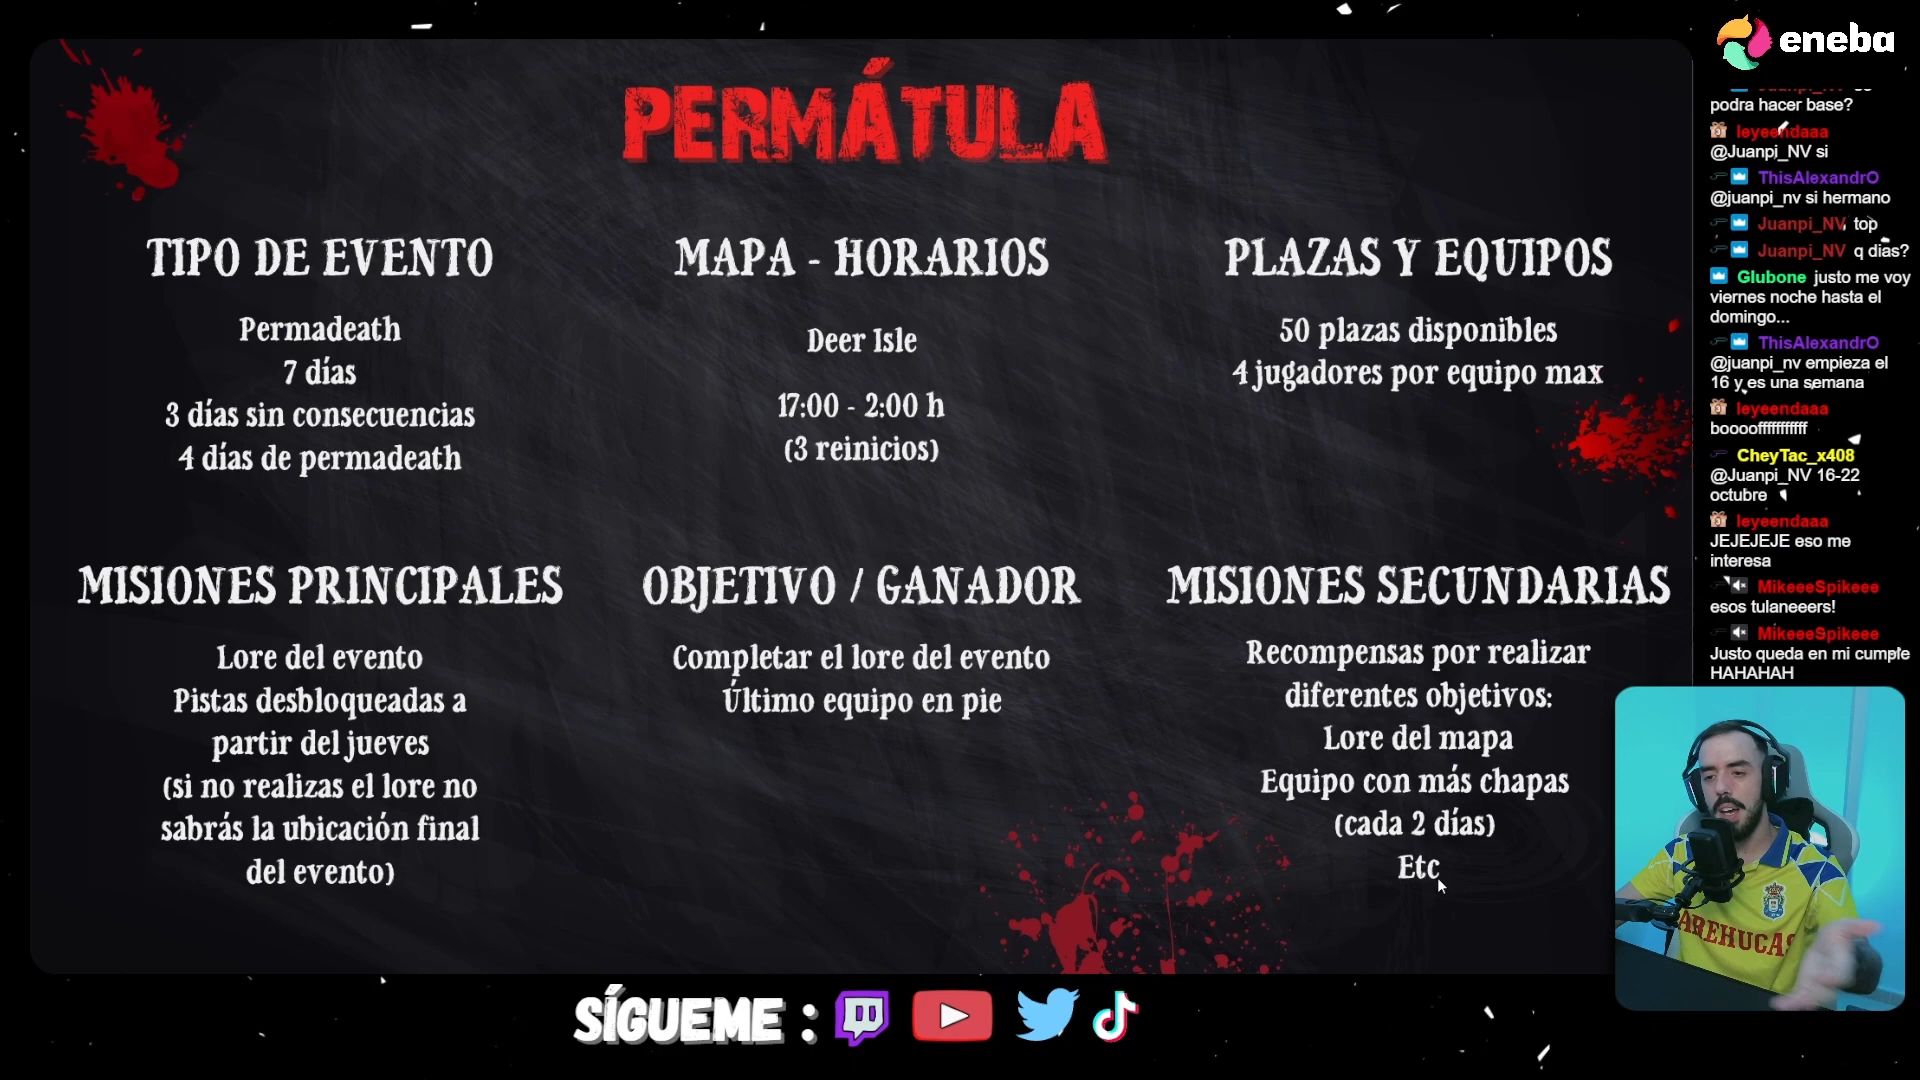 PERMÁTULA
TIPO DE EVENTO
Permadeath
7 días
3 días sin consecuencias
4 días de permadeath
MAPA - HORARIOS
Deer Isle
17:00 - 2:00 h
(3 reinicios)
PLAZAS Y EQUIPOS
50 plazas disponibles
4 jugadores por equipo max
MISIONES PRINCIPALES
Lore del evento
Pistas desbloqueadas a
partir del jueves
(si no realizas el lore no
sabrás la ubicación final
del evento)
OBJETIVO / GANADOR
Completar el lore del evento
Último equipo en pie
MISIONES SECUNDARIAS
Recompensas por realizar
diferentes objetivos:
Lore del mapa
Equipo con más chapas
(cada 2 días)
Etc
SÍGUEME :
eneba
podra hacer base?
leyeendaaa
@Juanpi_NV si
ThisAlexandrO
@juanpi_nv si hermano
Juanpi_NV top
Juanpi_NV q dias?
Glubone justo me voy
viernes noche hasta el
domingo...
ThisAlexandrO
@juanpi_nv empieza el
16 y es una semana
leyeendaaa
boooofffffffffff
CheyTac_x408
@Juanpi_NV 16-22
octubre
leyeendaaa
JEJEJEJE eso me
interesa
MikeeeSpikeee
esos tulaneeers!
MikeeeSpikeee
Justo queda en mi cumple
HAHAHAH
AREHUCAS